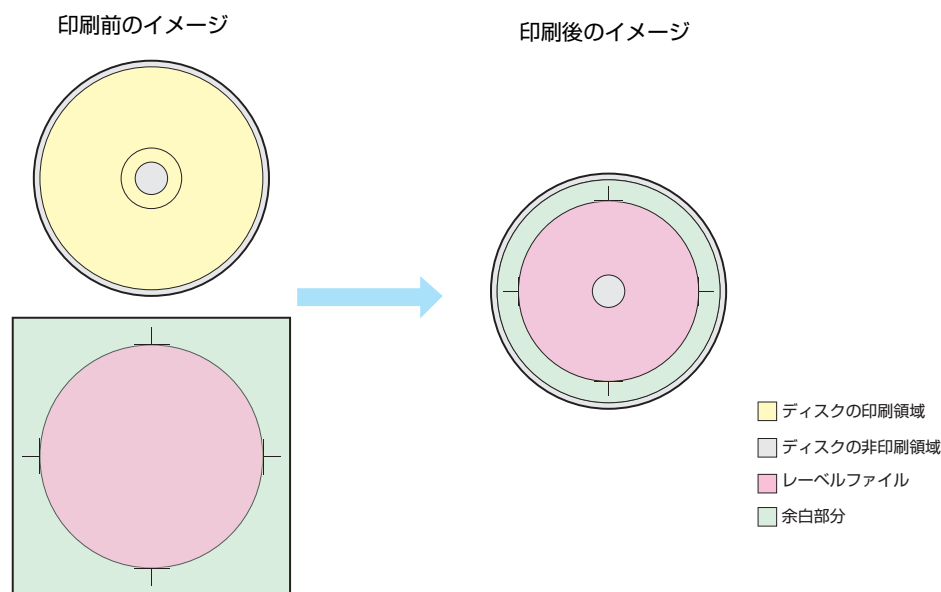 印刷前のイメージ
印刷後のイメージ
ディスクの印刷領域
ディスクの非印刷領域
レーベルファイル
余白部分